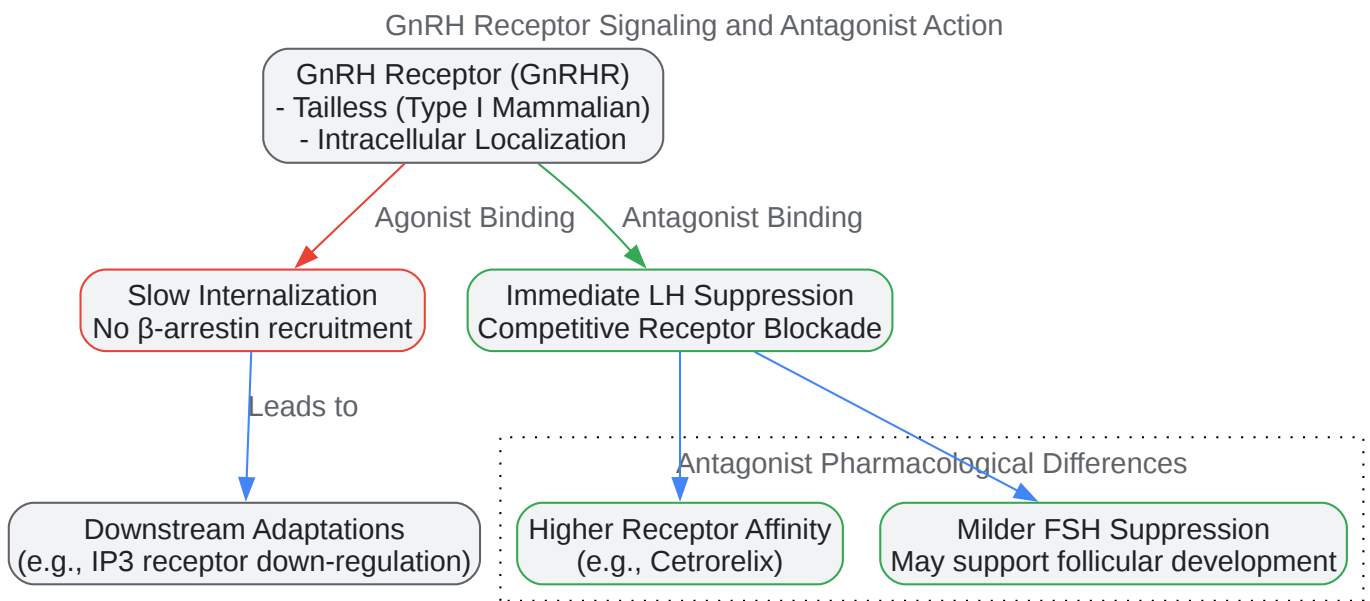 GnRH Receptor Signaling and Antagonist Action
GnRH Receptor (GnRHR)
- Tailless (Type I Mammalian)
- Intracellular Localization
Agonist Binding
Antagonist Binding
Slow Internalization
No β-arrestin recruitment
Immediate LH Suppression
Competitive Receptor Blockade
Leads to
Antagonist Pharmacological Differences
Downstream Adaptations
(e.g., IP3 receptor down-regulation)
Higher Receptor Affinity
(e.g., Cetrorelix)
Milder FSH Suppression
May support follicular development